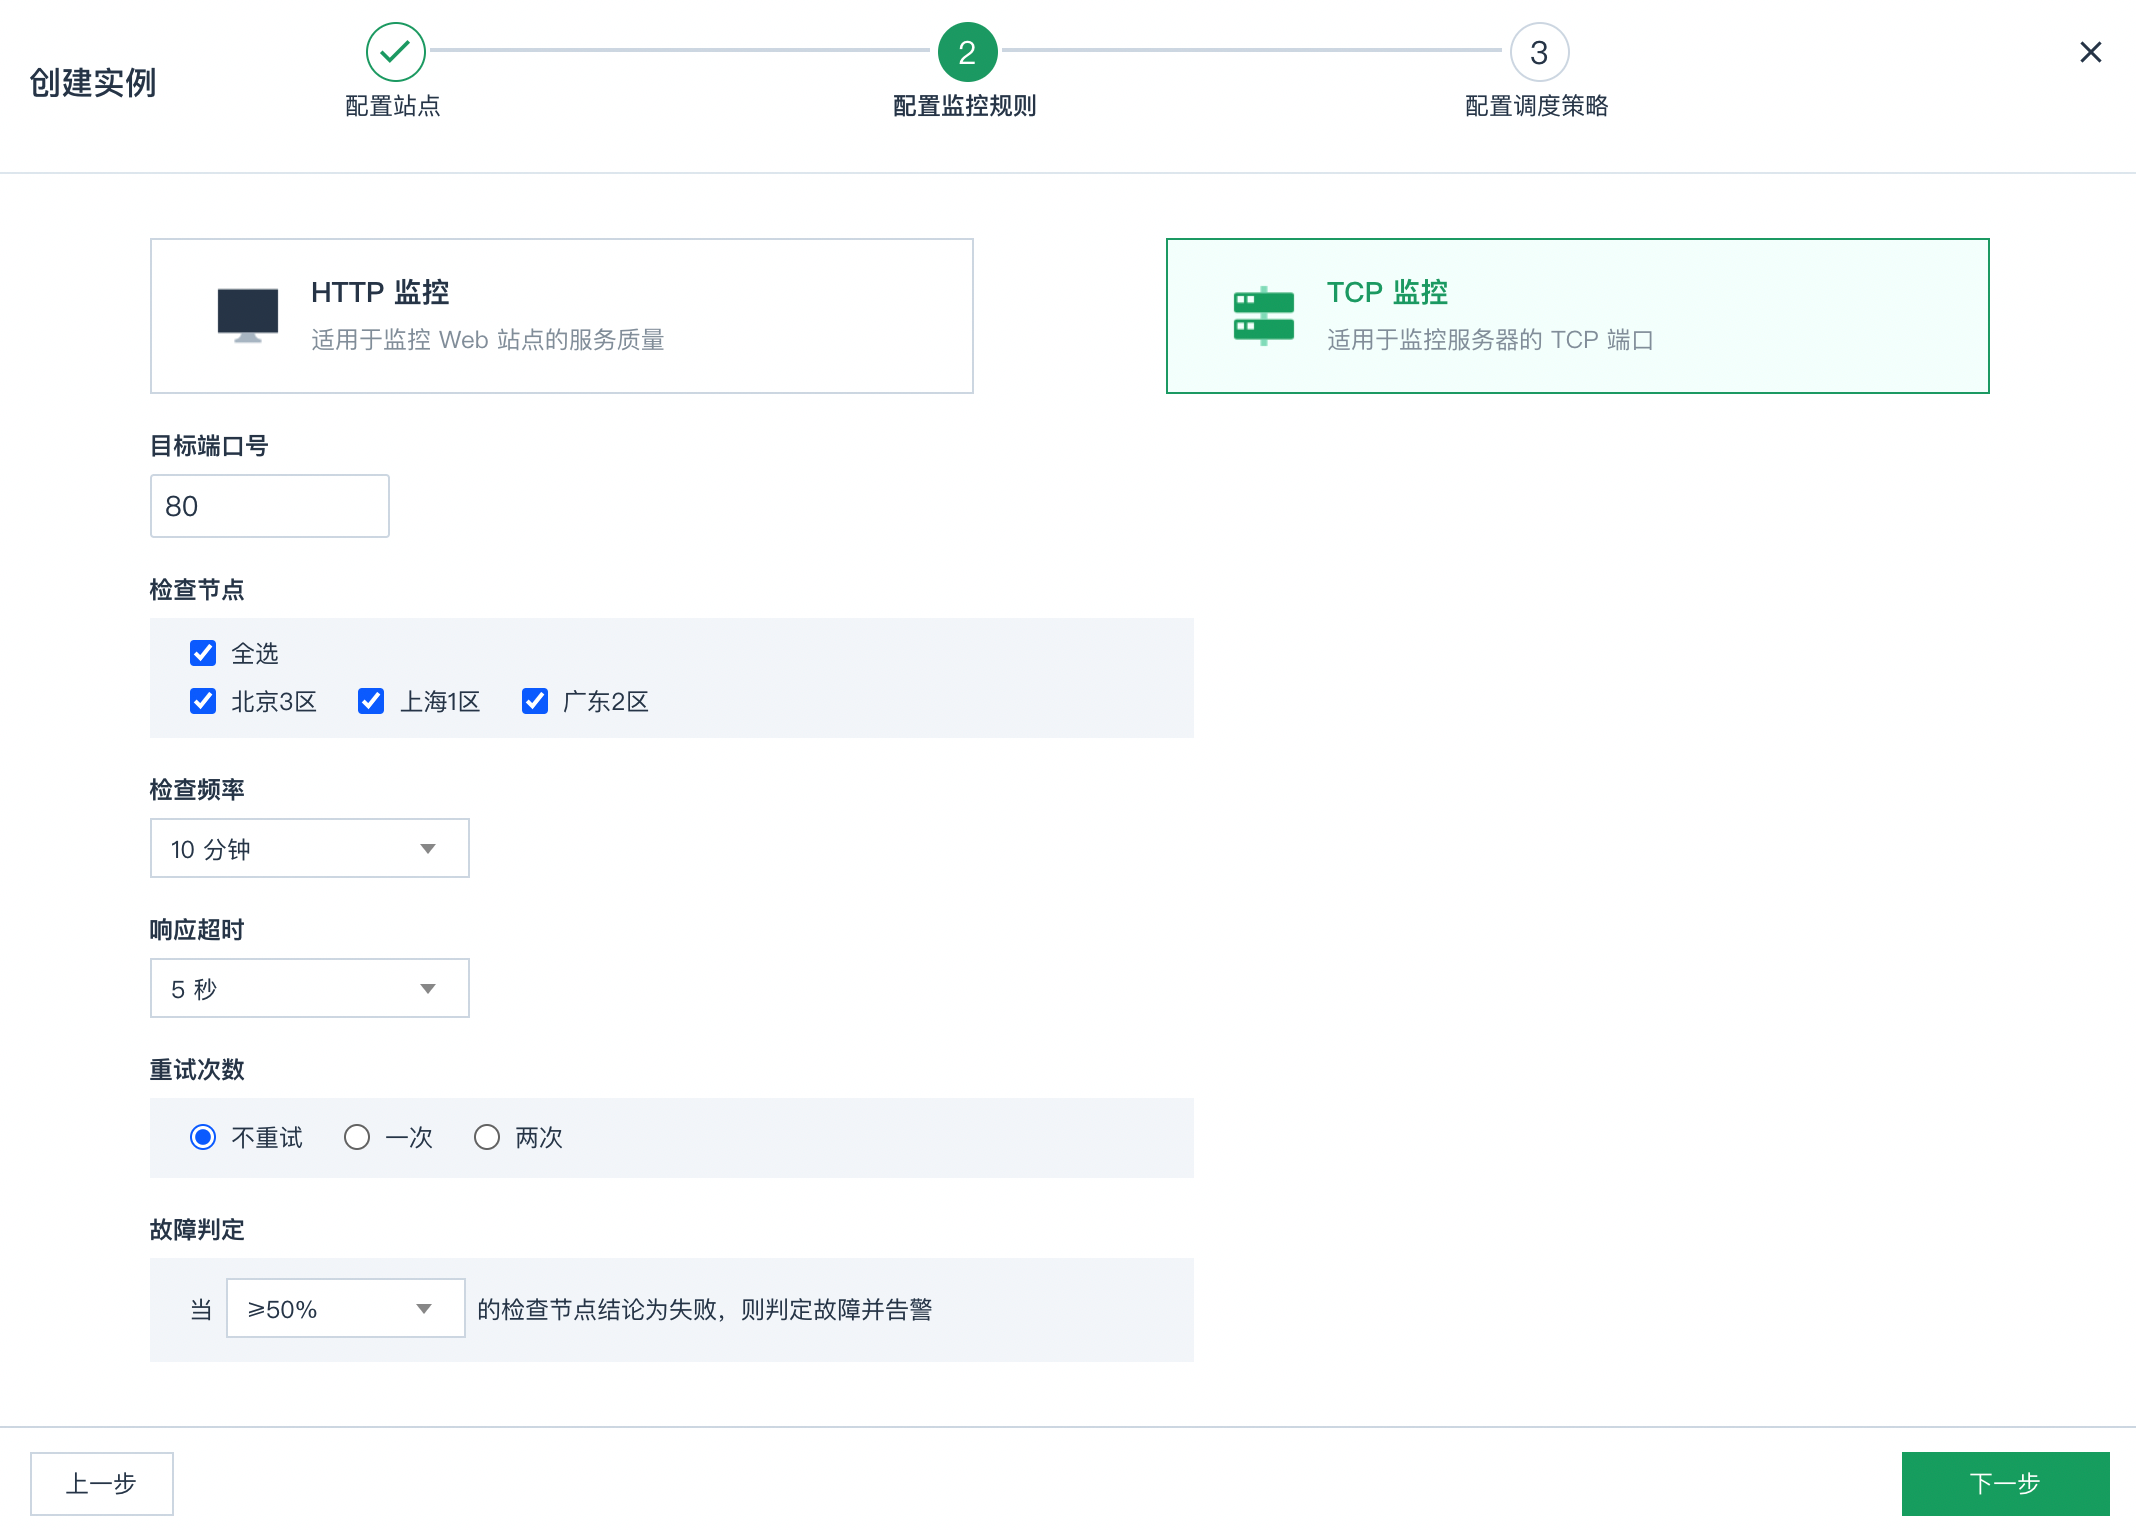 创建实例
配置站点
2
配置监控规则
3
配置调度策略
HTTP 监控
适用于监控 Web 站点的服务质量
TCP 监控
适用于监控服务器的 TCP 端口
目标端口号
80
检查节点
全选
北京3区 上海1区 广东2区
检查频率
10 分钟
响应超时
5 秒
重试次数
不重试 一次 两次
故障判定
当 ⩾50% 的检查节点结论为失败，则判定故障并告警
上一步
下一步